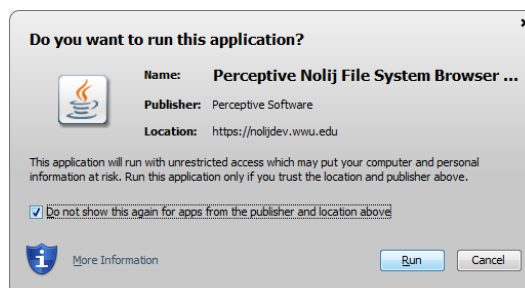 Do you want to run this application?
Name: Perceptive Nolij File System Browser ...
Publisher: Perceptive Software
Location: https://nolijdev.wwu.edu
This application will run with unrestricted access which may put your computer and personal
information at risk. Run this application only if you trust the location and publisher above.
Do not show this again for apps from the publisher and location above
More Information
Run Cancel